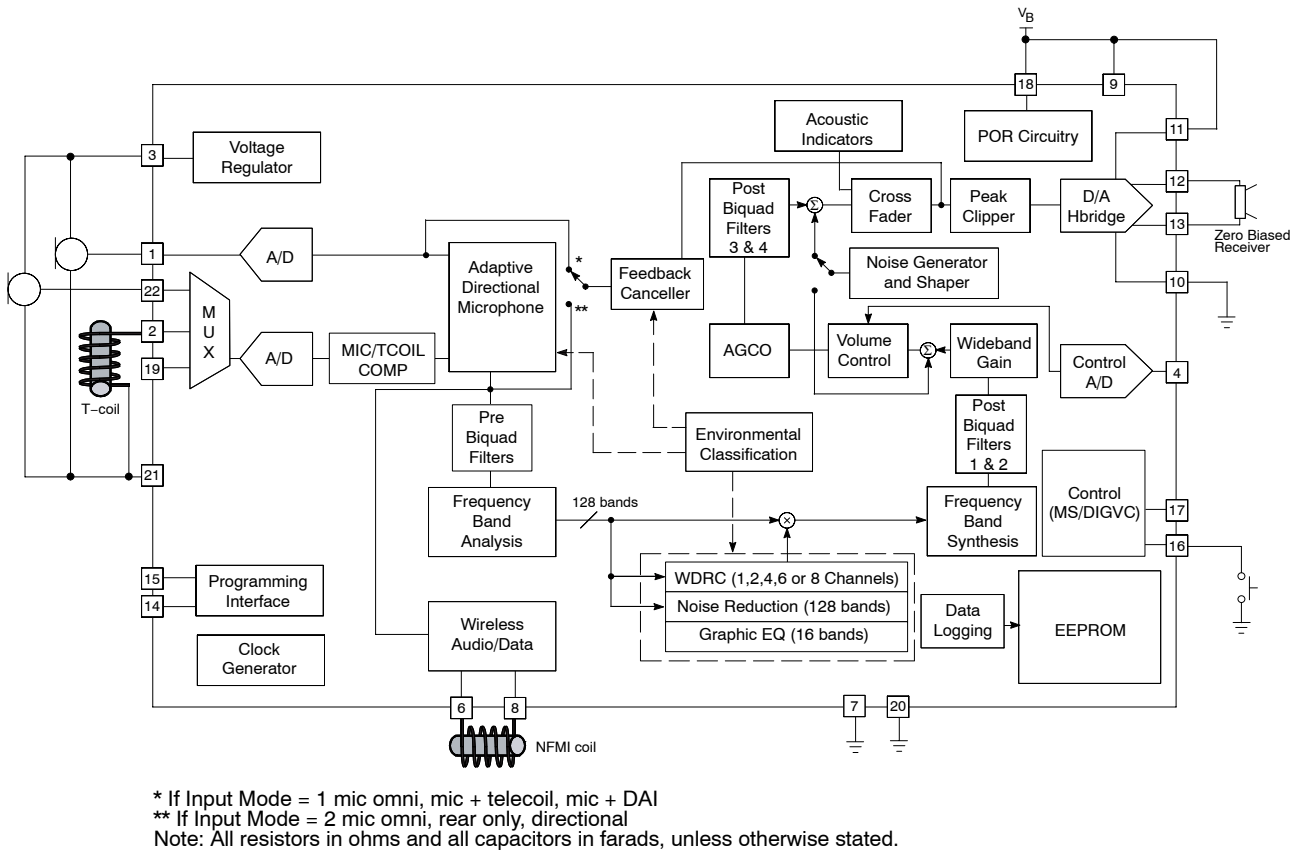 VB
18
9
Acoustic
Indicators
POR Circuitry
11
3
Voltage
Regulator
Post
Biquad
Filters
3 & 4
Σ
Cross
Fader
Peak
Clipper
D/A
Hbridge
12
13
Zero Biased
Receiver
1
A/D
Adaptive
Directional
Microphone
*
**
Feedback
Canceller
Noise Generator
and Shaper
10
22
2
19
MUX
A/D
MIC/TCOIL
COMP
T-coil
AGCO
Volume
Control
Σ
Wideband
Gain
Control
A/D
4
Pre
Biquad
Filters
Environmental
Classification
Post
Biquad
Filters
1 & 2
21
Frequency
Band
Analysis
128 bands
×
Frequency
Band
Synthesis
Control
(MS/DIGVC)
17
16
15
14
Programming
Interface
WDRC (1,2,4,6 or 8 Channels)
Noise Reduction (128 bands)
Graphic EQ (16 bands)
Data
Logging
EEPROM
Clock
Generator
Wireless
Audio/Data
6
8
7
20
NFMI coil
* If Input Mode = 1 mic omni, mic + telecoil, mic + DAI
** If Input Mode = 2 mic omni, rear only, directional
Note: All resistors in ohms and all capacitors in farads, unless otherwise stated.